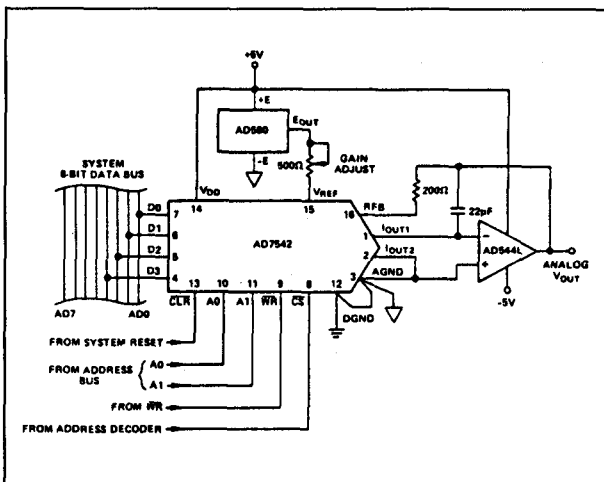 +5V
+E
AD580
EOUT
-E
500Ω
GAIN
ADJUST
SYSTEM
8-BIT DATA BUS
VDD
VREF
200Ω
22pF
D0
D1
D2
D3
7
6
5
4
14
15
RFB
16
IOUT1
1
IOUT2
2
AGND
3
AD7542
AD544L
ANALOG
VOUT
-5V
13
10
11
9
8
12
AD7
AD0
CLR
A0
A1
WR
CS
DGND
FROM SYSTEM RESET
FROM ADDRESS
BUS
A0
A1
FROM WR
FROM ADDRESS DECODER